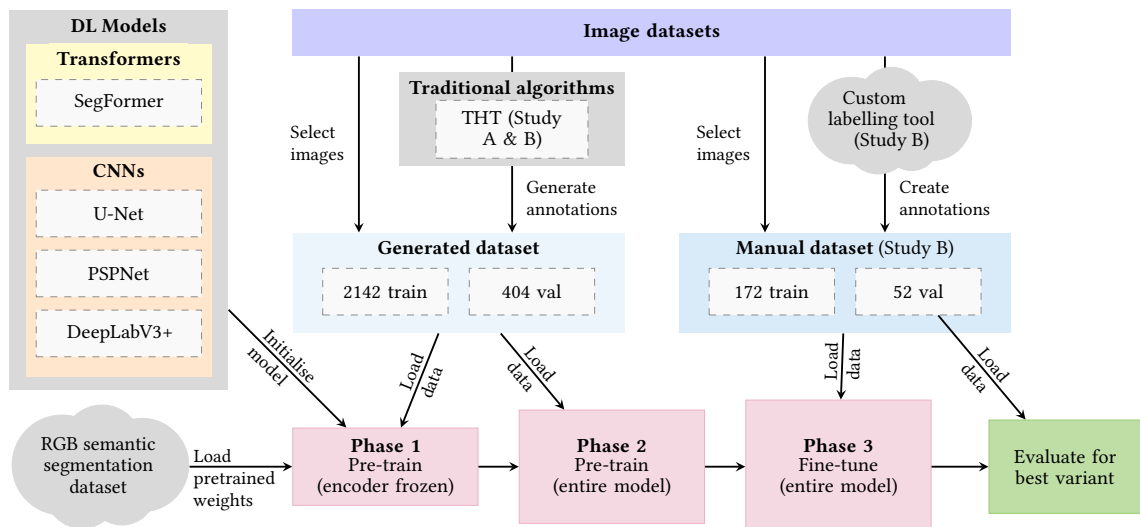 DL Models
Transformers
SegFormer
CNNs
U-Net
PSPNet
DeepLabV3+
Image datasets
Traditional algorithms
THT (Study
A & B)
Custom
labelling tool
(Study B)
Select
images
Generate
annotations
Select
images
Create
annotations
Generated dataset
2142 train
404 val
Manual dataset (Study B)
172 train
52 val
Initialise
model
Load
data
Load
data
Load
data
Load
data
RGB semantic
segmentation
dataset
Load
pretrained
weights
Phase 1
Pre-train
(encoder frozen)
Phase 2
Pre-train
(entire model)
Phase 3
Fine-tune
(entire model)
Evaluate for
best variant